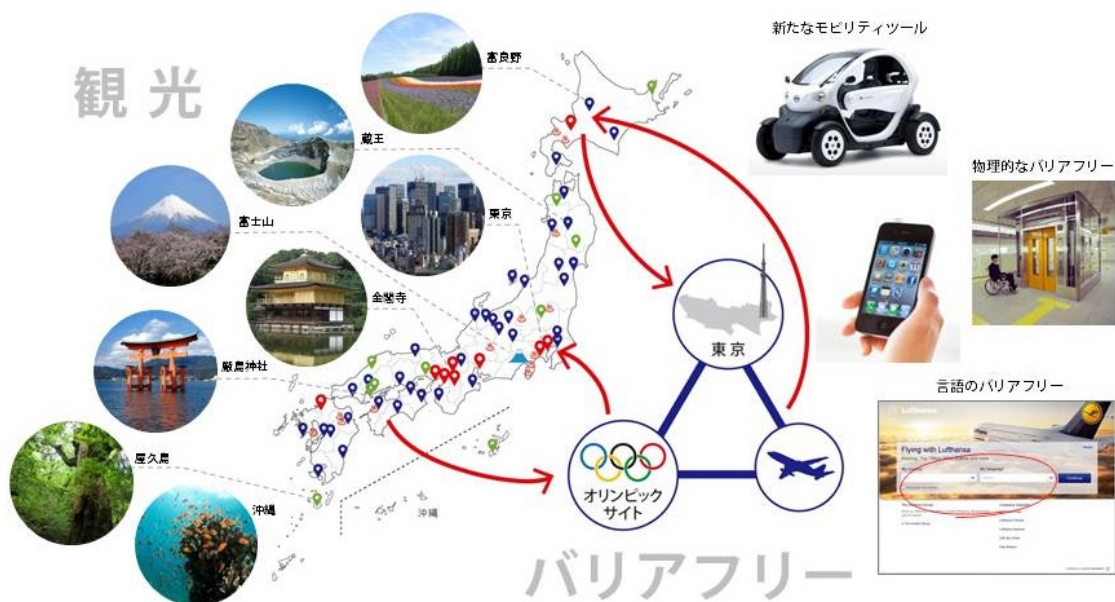 観光
富良野
蔵王
東京
富士山
金閣寺
厳島神社
屋久島
沖縄
沖縄
東京
オリンピック
サイト
バリアフリー
新たなモビリティツール
物理的なバリアフリー
言語のバリアフリー
Lufthansa
Flying with Lufthansa
Continue